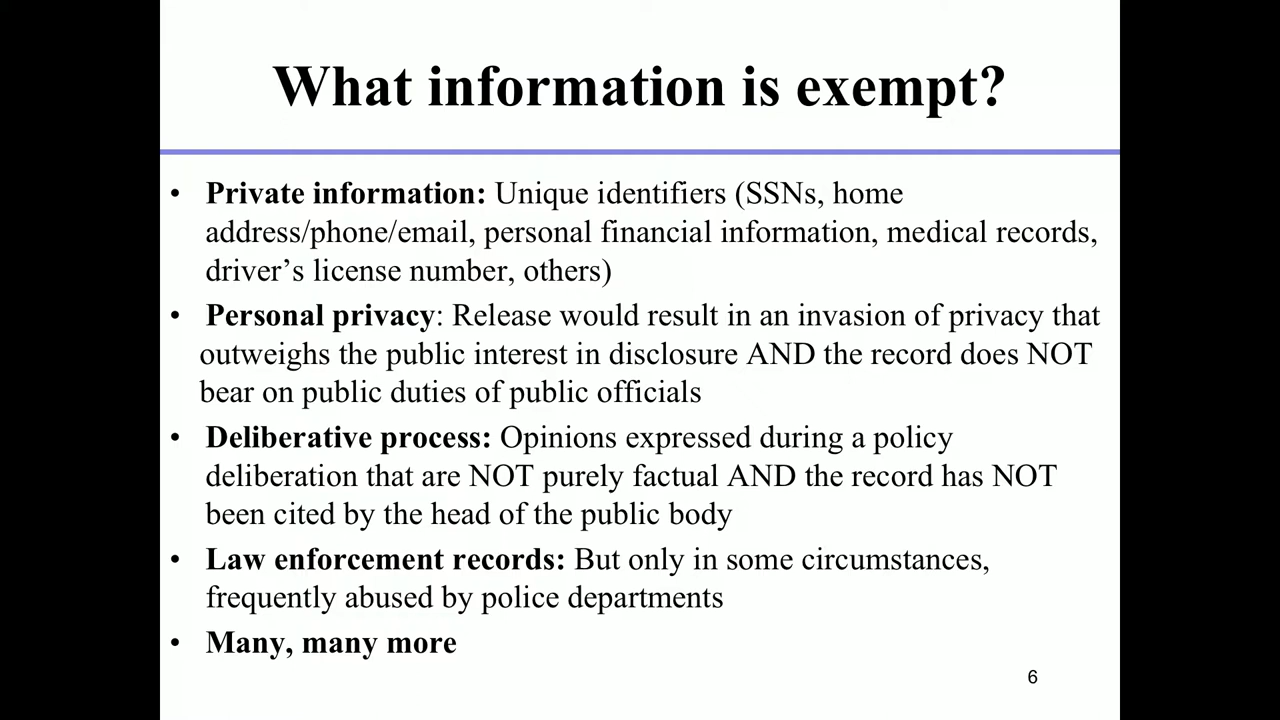 What information is exempt?
• Private information: Unique identifiers (SSNs, home
address/phone/email, personal financial information, medical records,
driver’s license number, others)
• Personal privacy: Release would result in an invasion of privacy that
outweighs the public interest in disclosure AND the record does NOT
bear on public duties of public officials
• Deliberative process: Opinions expressed during a policy
deliberation that are NOT purely factual AND the record has NOT
been cited by the head of the public body
• Law enforcement records: But only in some circumstances,
frequently abused by police departments
• Many, many more
6